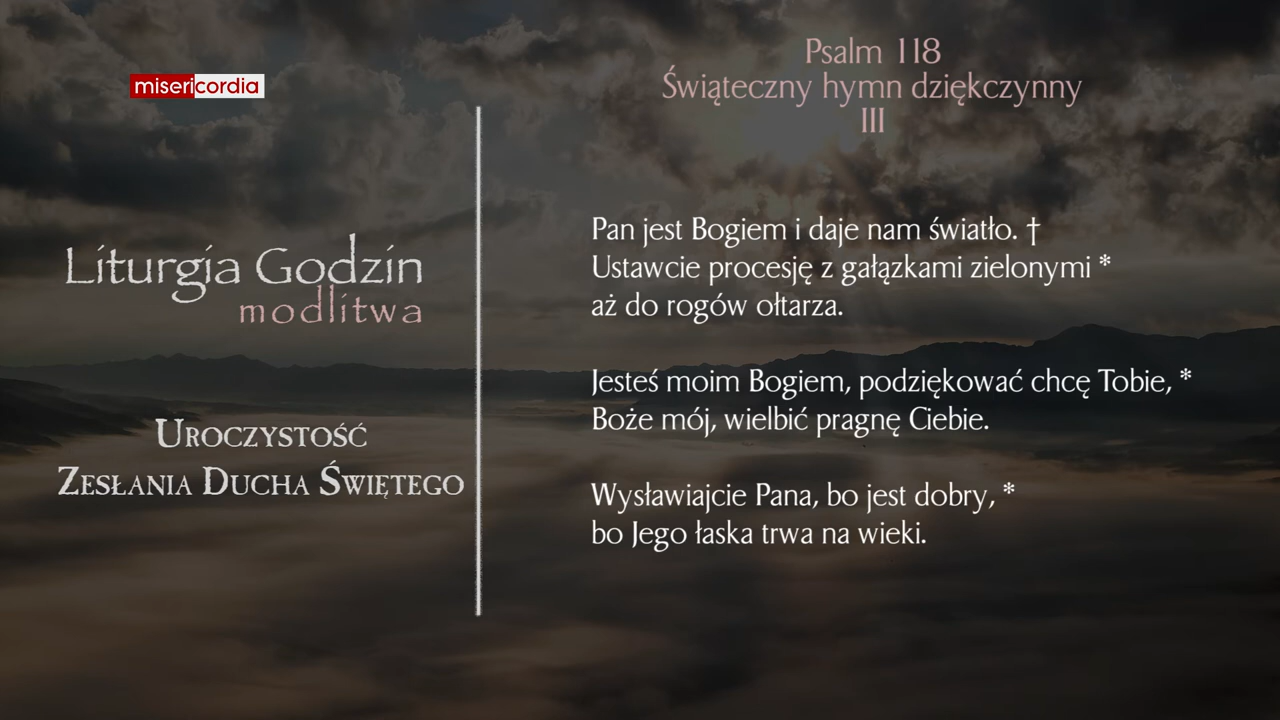 misericordia
Liturgia Godzin
modlitwa
Uroczystość
Zesłania Ducha Świętego
Psalm 118
Świąteczny hymn dziękczynny
III
Pan jest Bogiem i daje nam światło. †
Ustawcie procesję z gałązkami zielonymi *
aż do rogów ołtarza.
Jesteś moim Bogiem, podziękować chcę Tobie, *
Boże mój, wielbić pragnę Ciebie.
Wysławiajcie Pana, bo jest dobry, *
bo Jego łaska trwa na wieki.